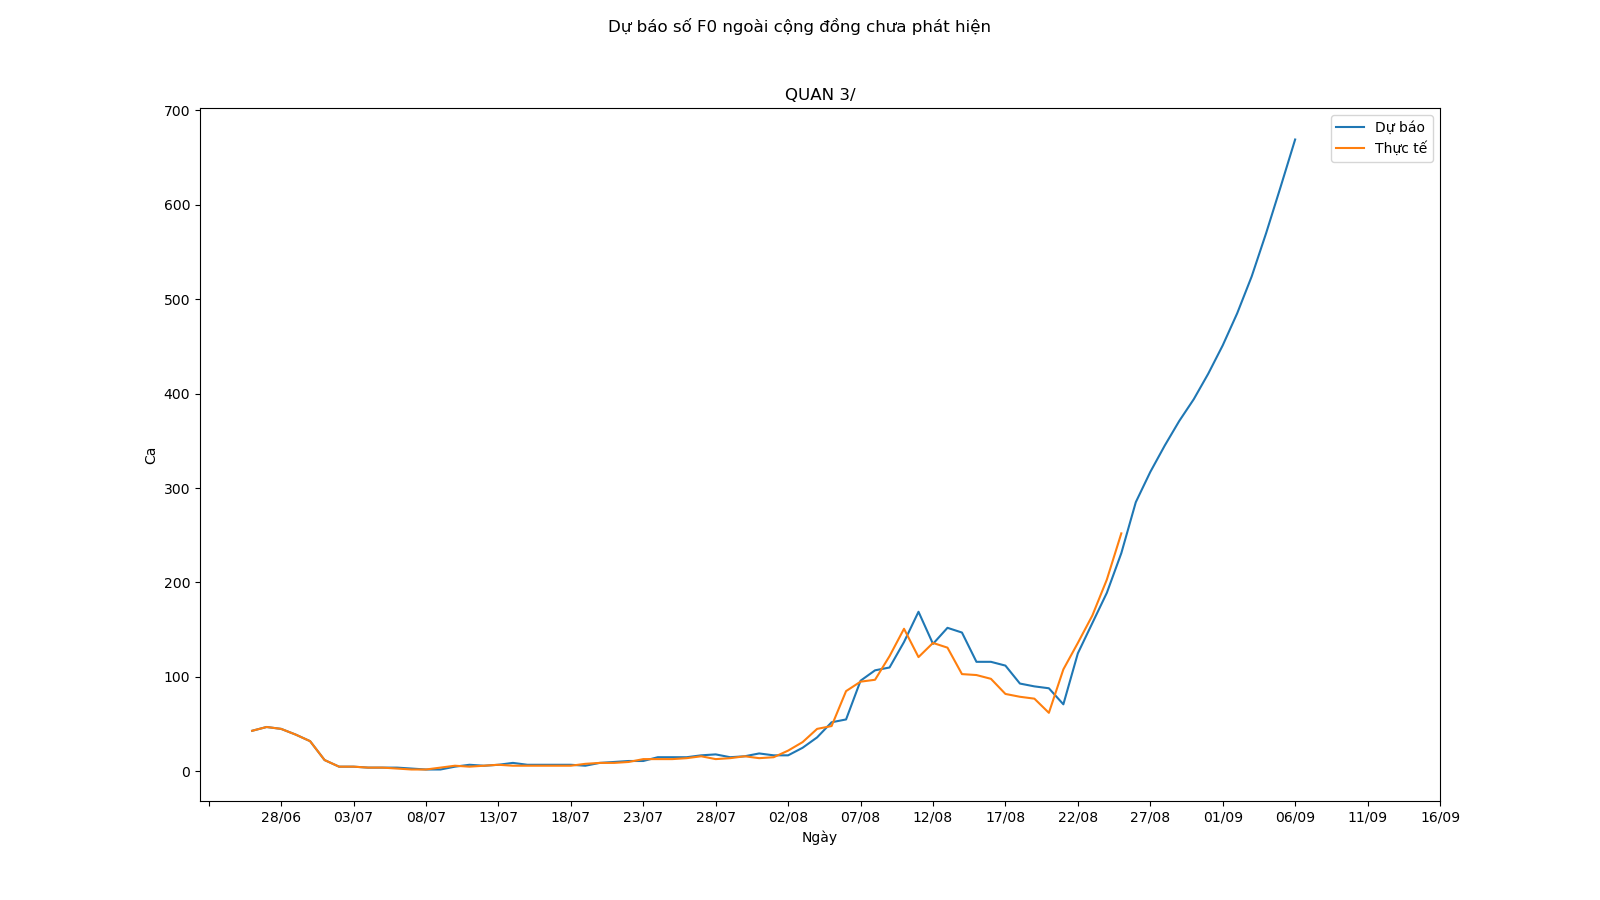 Dự báo số F0 ngoài cộng đồng chưa phát hiện
QUAN 3/
700
600
500
400
300
200
100
0
Ca
Dự báo
Thực tế
28/06 03/07 08/07 13/07 18/07 23/07 28/07 02/08 07/08 12/08 17/08 22/08 27/08 01/09 06/09 11/09 16/09
Ngày